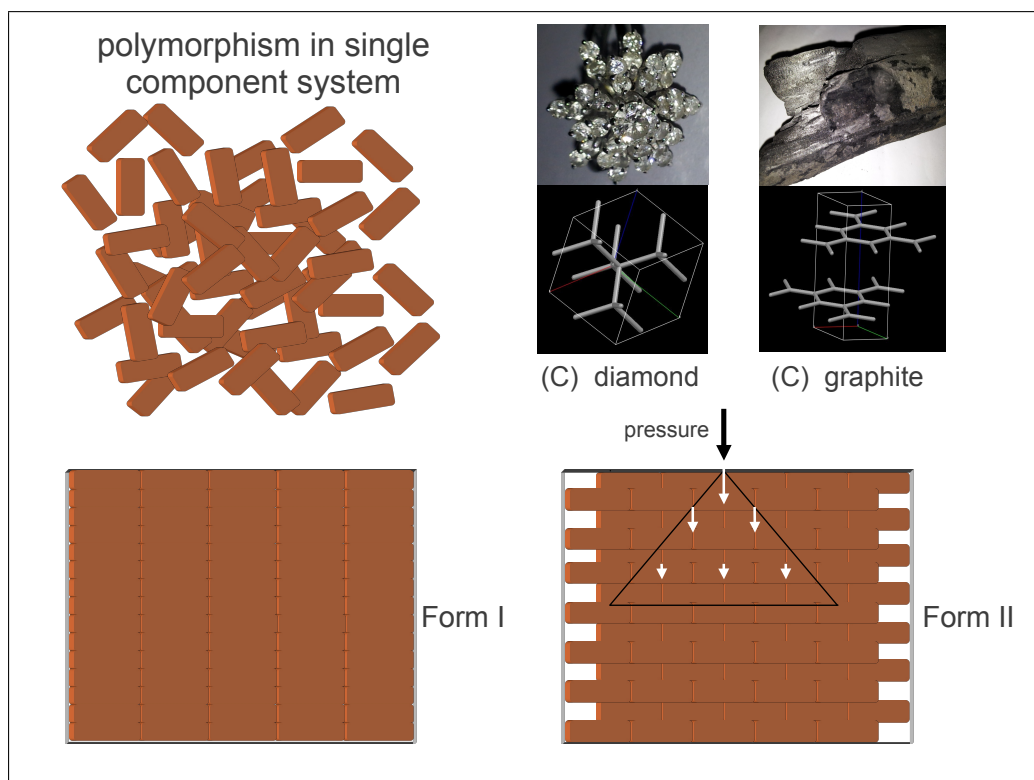 polymorphism in single
component system
(C) diamond
(C) graphite
pressure
Form I
Form II